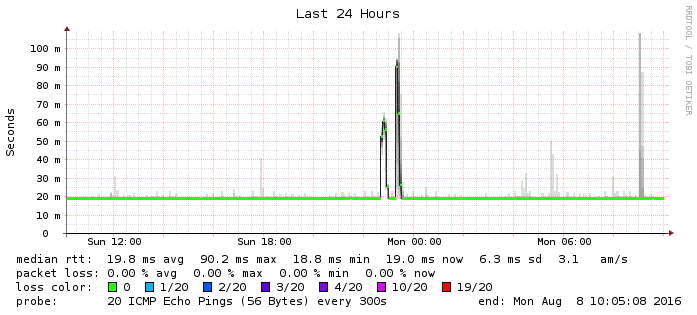 Last 24 Hours
RRDTOOL / TOBI OETIKER
Seconds
100 m
90 m
80 m
70 m
60 m
50 m
40 m
30 m
20 m
10 m
0
Sun 12:00 Sun 18:00 Mon 00:00 Mon 06:00
median rtt: 19.8 ms avg 90.2 ms max 18.8 ms min 19.0 ms now 6.3 ms sd 3.1 am/s
packet loss: 0.00 % avg 0.00 % max 0.00 % min 0.00 % now
loss color: 0 1/20 2/20 3/20 4/20 10/20 19/20
probe: 20 ICMP Echo Pings (56 Bytes) every 300s end: Mon Aug 8 10:05:08 2016